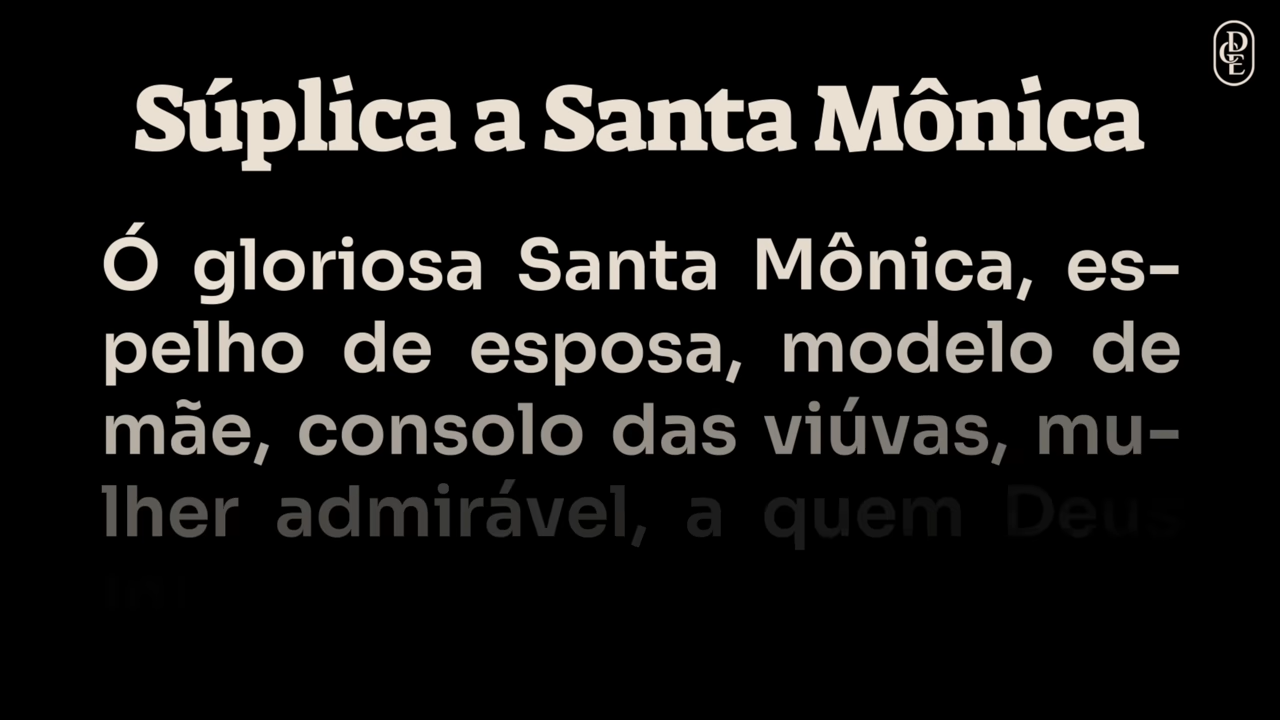 Súplica a Santa Mônica
Ó gloriosa Santa Mônica, es-
pelho de esposa, modelo de
mãe, consolo das viúvas, mu-
lher admirável, a quem Deus